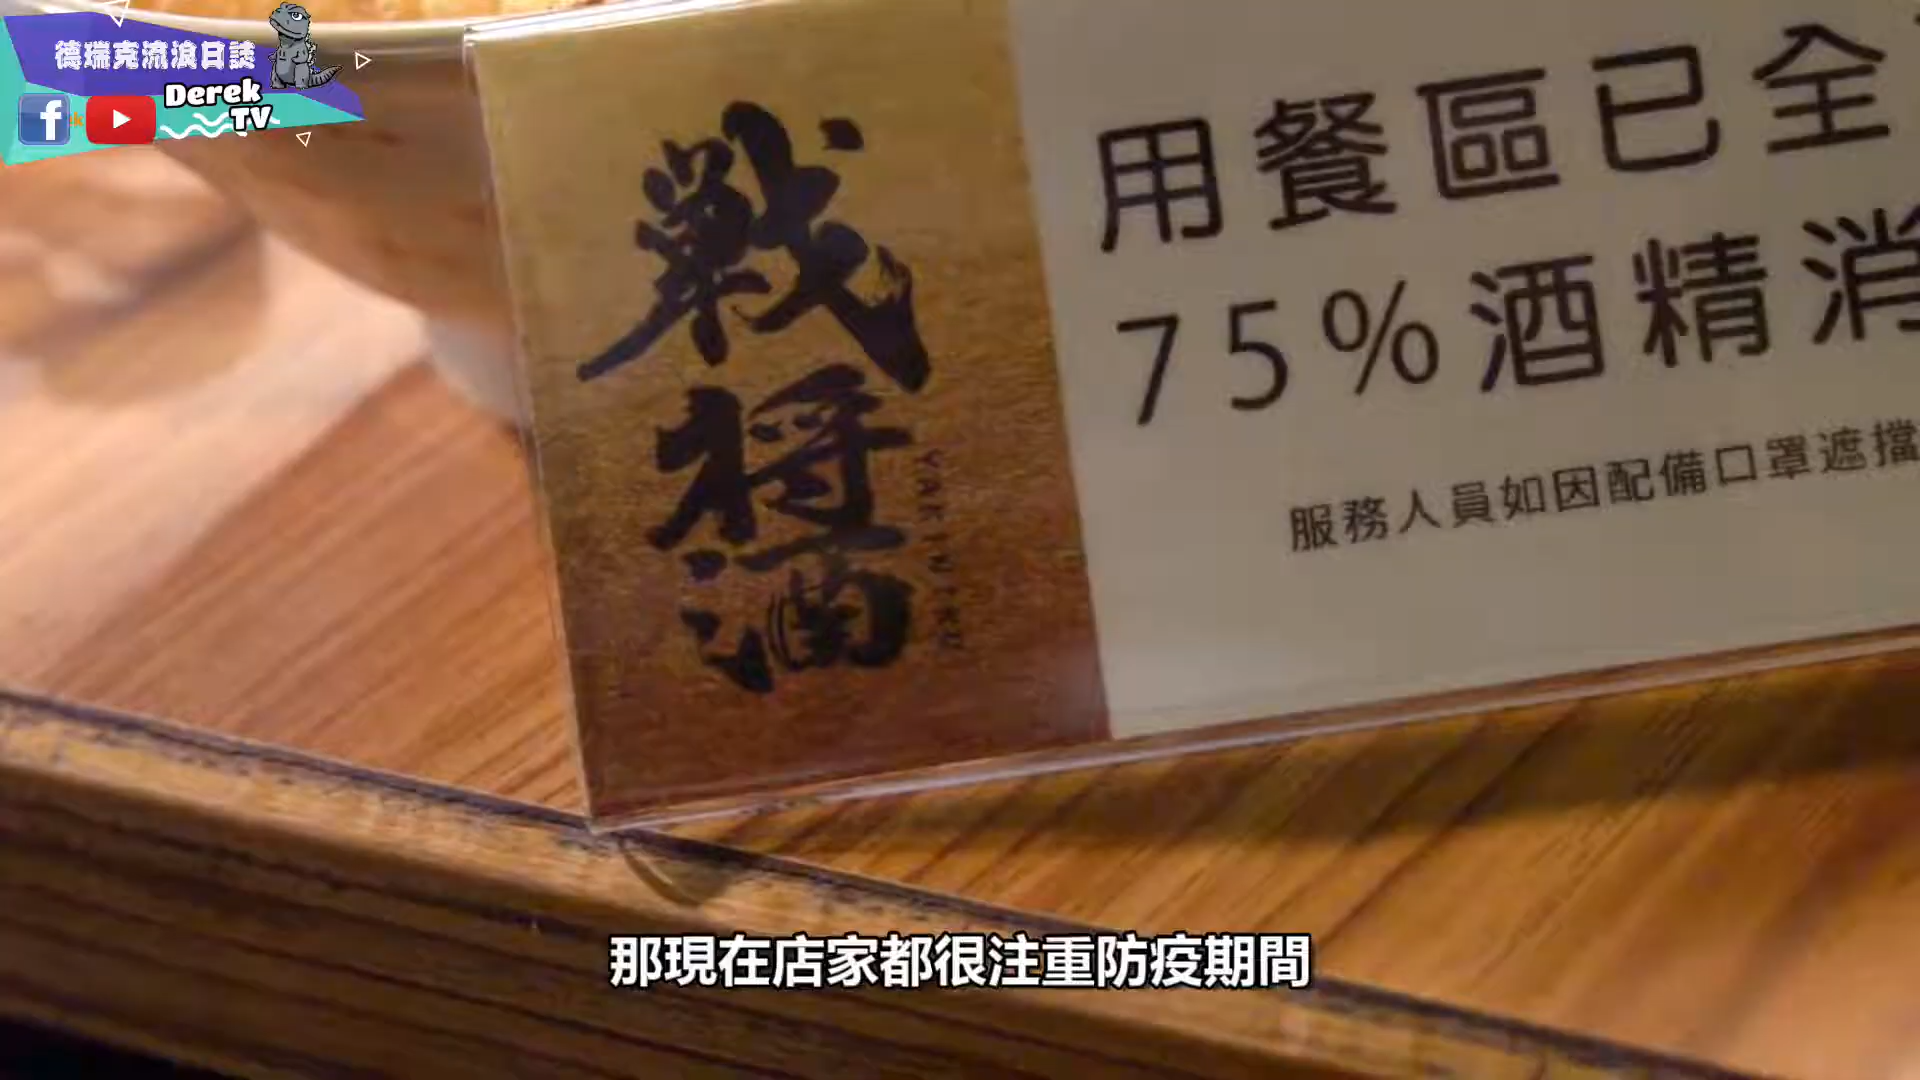 德瑞克流浪日誌
Derek
TV
戦将酒
YAKINIKU
用餐區已全
75%酒精消
服務人員如因配備口罩遮擋
那現在店家都很注重防疫期間